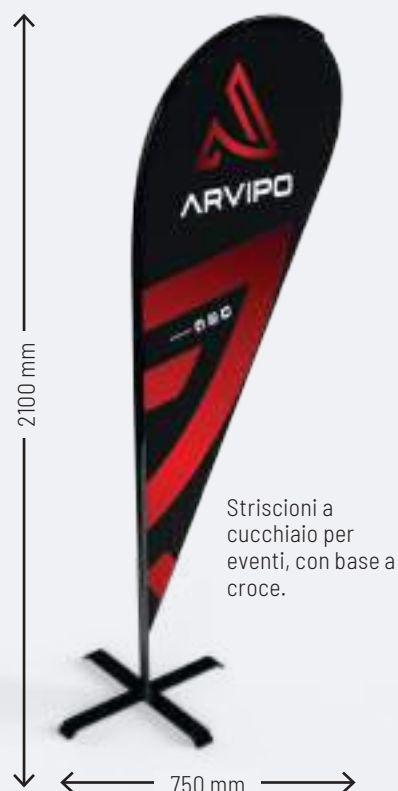 ARVIPO
2100 mm
Striscioni a
cucchiaio per
eventi, con base a
croce.
750 mm